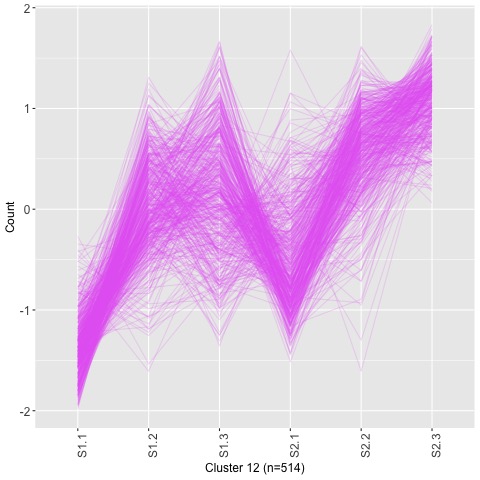 2
1
0
-1
-2
Count
S1.1
S1.2
S1.3
S2.1
S2.2
S2.3
Cluster 12 (n=514)